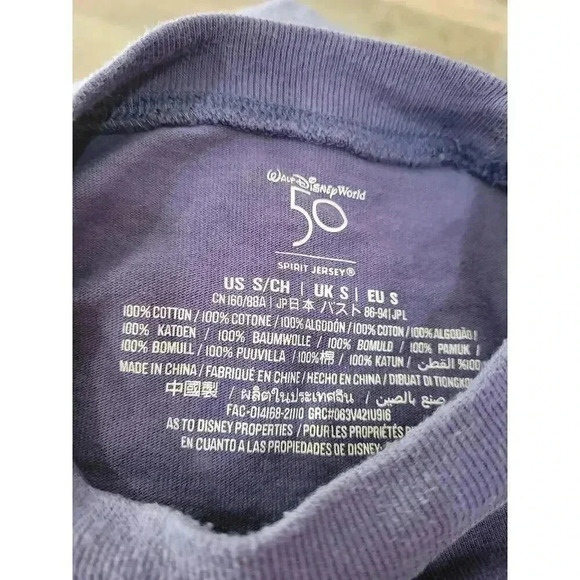 Walt Disney World
50
SPIRIT JERSEY®
US S/CH | UK S | EU S
CN 160/88A | JP日本 バスト 86-94 | JPL
100% COTTON / 100% COTONE / 100% ALGODÓN / 100% COTON / 100% ALGODÃO /
100% KATOEN / 100% BAUMWOLLE / 100% BOMULD / 100% PAMUK /
100% BOMULL / 100% PUUVILLA / 100% 棉 / 100% KATUN / %100 القطن
MADE IN CHINA / FABRIQUÉ EN CHINE / HECHO EN CHINA / DIBUAT DI TIONGKOK
中國製 / ผลิตในประเทศจีน / صنع بالصين
FAC-014168-21110 GRC#063V421U916
AS TO DISNEY PROPERTIES / POUR LES PROPRIÉTÉS
EN CUANTO A LAS PROPIEDADES DE DISNEY: